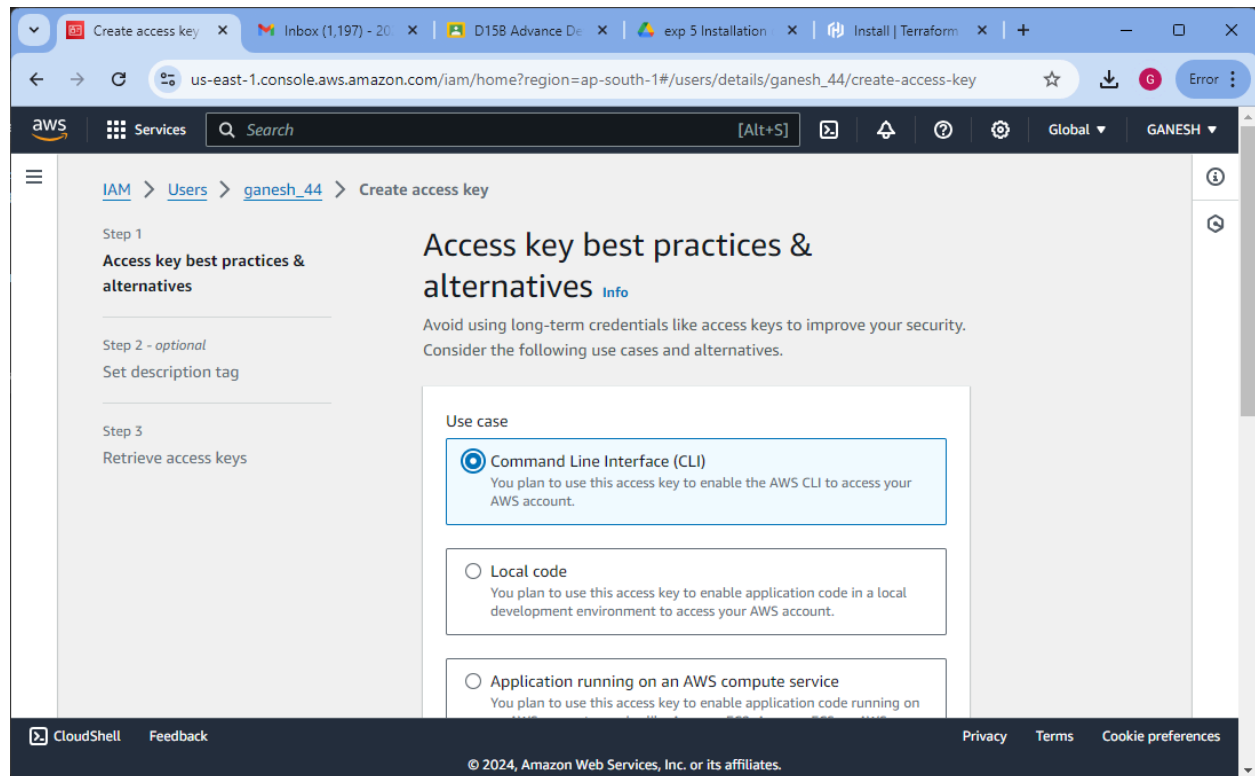 Create access key
Inbox (1,197) - 20
D15B Advance De
exp 5 Installation
Install | Terraform
us-east-1.console.aws.amazon.com/iam/home?region=ap-south-1#/users/details/ganesh_44/create-access-key
G
Error
aws
Services
Search
[Alt+S]
Global
GANESH
IAM > Users > ganesh_44 > Create access key
Step 1
Access key best practices &
alternatives
Step 2 - optional
Set description tag
Step 3
Retrieve access keys
Access key best practices &
alternatives Info
Avoid using long-term credentials like access keys to improve your security.
Consider the following use cases and alternatives.
Use case
Command Line Interface (CLI)
You plan to use this access key to enable the AWS CLI to access your
AWS account.
Local code
You plan to use this access key to enable application code in a local
development environment to access your AWS account.
Application running on an AWS compute service
You plan to use this access key to enable application code running on
CloudShell
Feedback
Privacy
Terms
Cookie preferences
© 2024, Amazon Web Services, Inc. or its affiliates.